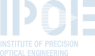 IPOE
INSTITUTE OF PRECISION
OPTICAL ENGINEERING